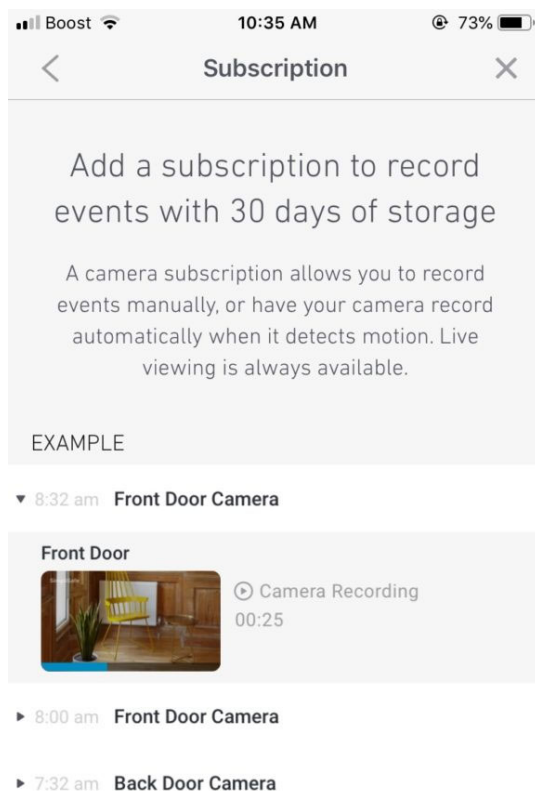 Boost 10:35 AM 73%
Subscription
Add a subscription to record
events with 30 days of storage
A camera subscription allows you to record
events manually, or have your camera record
automatically when it detects motion. Live
viewing is always available.
EXAMPLE
8:32 am Front Door Camera
Front Door
Camera Recording
00:25
8:00 am Front Door Camera
7:32 am Back Door Camera